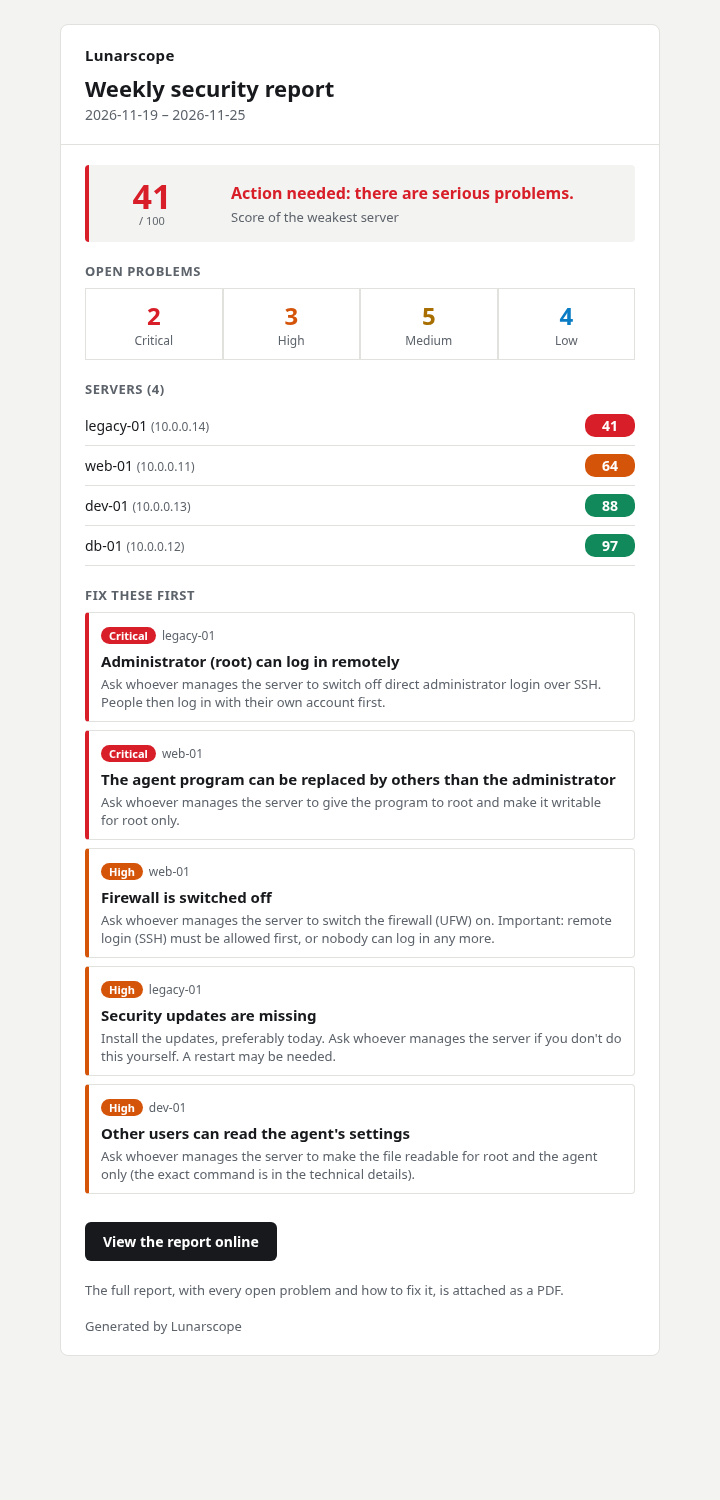 Lunarscope
Weekly security report
2026-11-19 – 2026-11-25
41
/ 100
Action needed: there are serious problems.
Score of the weakest server
OPEN PROBLEMS
2
Critical
3
High
5
Medium
4
Low
SERVERS (4)
legacy-01 (10.0.0.14) 41
web-01 (10.0.0.11) 64
dev-01 (10.0.0.13) 88
db-01 (10.0.0.12) 97
FIX THESE FIRST
Critical legacy-01
Administrator (root) can log in remotely
Ask whoever manages the server to switch off direct administrator login over SSH.
People then log in with their own account first.
Critical web-01
The agent program can be replaced by others than the administrator
Ask whoever manages the server to give the program to root and make it writable
for root only.
High web-01
Firewall is switched off
Ask whoever manages the server to switch the firewall (UFW) on. Important: remote
login (SSH) must be allowed first, or nobody can log in any more.
High legacy-01
Security updates are missing
Install the updates, preferably today. Ask whoever manages the server if you don't do
this yourself. A restart may be needed.
High dev-01
Other users can read the agent's settings
Ask whoever manages the server to make the file readable for root and the agent
only (the exact command is in the technical details).
View the report online
The full report, with every open problem and how to fix it, is attached as a PDF.
Generated by Lunarscope